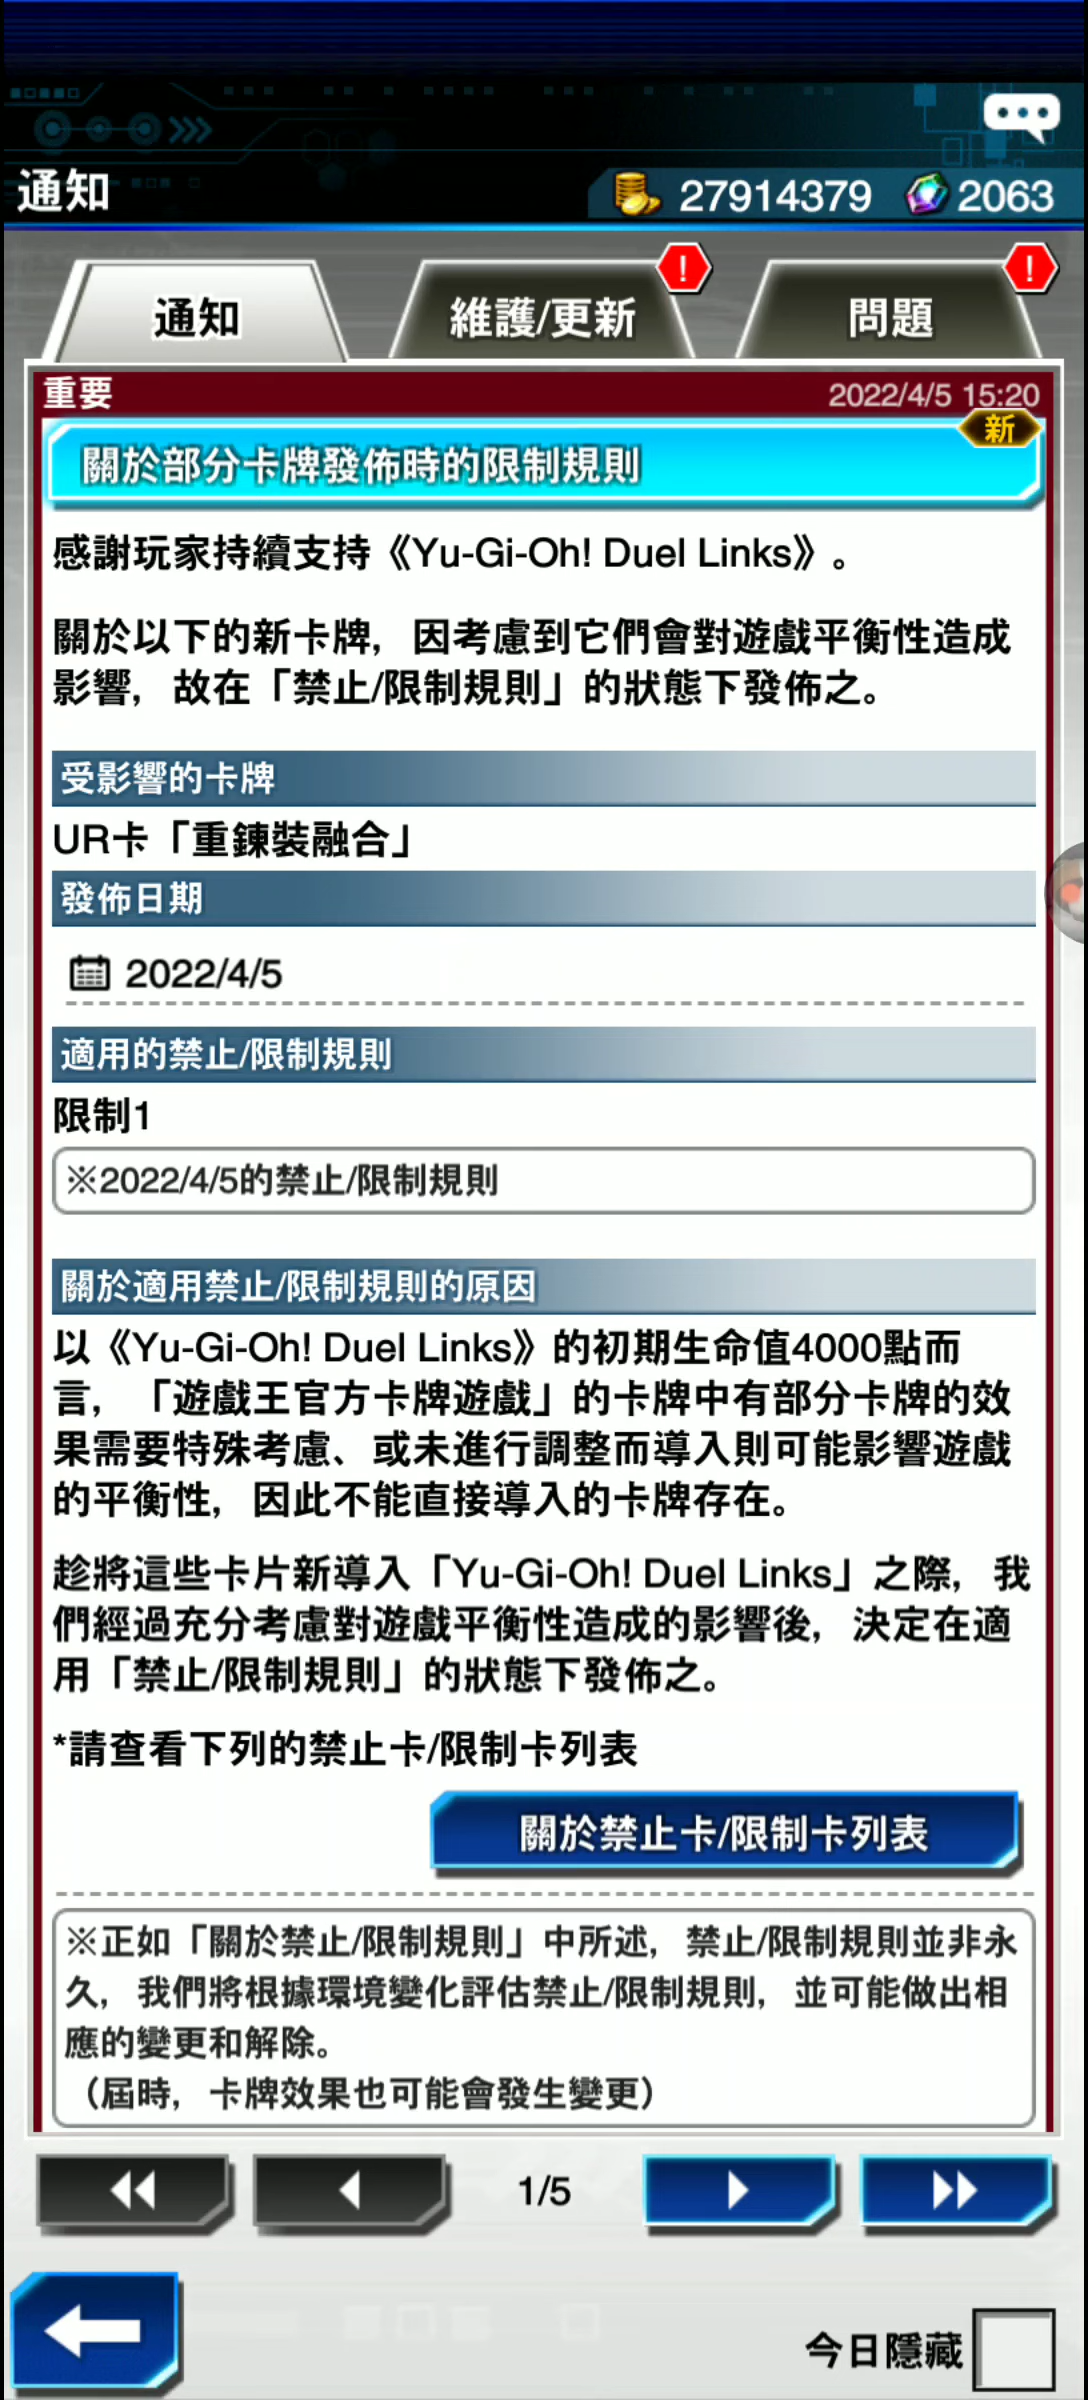 通知
27914379
2063
通知
維護/更新
問題
重要
2022/4/5 15:20
新
關於部分卡牌發佈時的限制規則
感謝玩家持續支持《Yu-Gi-Oh! Duel Links》。
關於以下的新卡牌，因考慮到它們會對遊戲平衡性造成
影響，故在「禁止/限制規則」的狀態下發佈之。
受影響的卡牌
UR卡「重鍊裝融合」
發佈日期
2022/4/5
適用的禁止/限制規則
限制1
※2022/4/5的禁止/限制規則
關於適用禁止/限制規則的原因
以《Yu-Gi-Oh! Duel Links》的初期生命值4000點而
言，「遊戲王官方卡牌遊戲」的卡牌中有部分卡牌的效
果需要特殊考慮、或未進行調整而導入則可能影響遊戲
的平衡性，因此不能直接導入的卡牌存在。
趁將這些卡片新導入「Yu-Gi-Oh! Duel Links」之際，我
們經過充分考慮對遊戲平衡性造成的影響後，決定在適
用「禁止/限制規則」的狀態下發佈之。
*請查看下列的禁止卡/限制卡列表
關於禁止卡/限制卡列表
※正如「關於禁止/限制規則」中所述，禁止/限制規則並非永
久，我們將根據環境變化評估禁止/限制規則，並可能做出相
應的變更和解除。
（屆時，卡牌效果也可能會發生變更）
1/5
今日隱藏